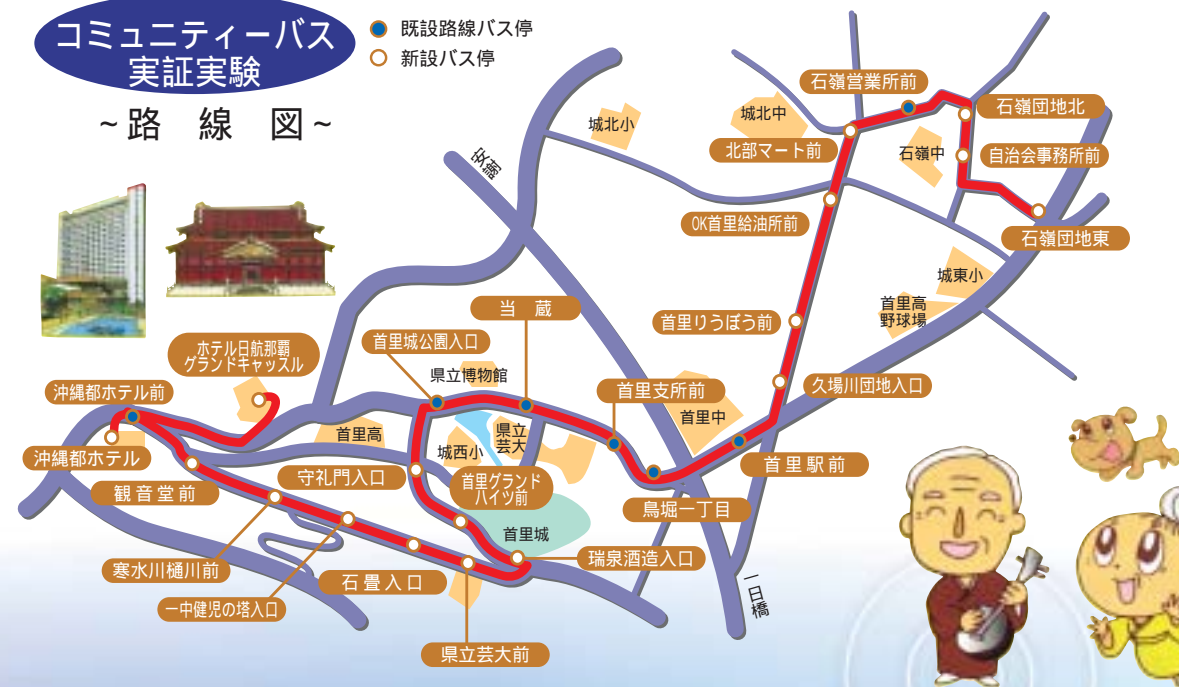 コミュニティーバス
実証実験
~路線図~
既設路線バス停
新設バス停
石嶺営業所前
石嶺団地北
城北中
城北小
北部マート前
石嶺中
自治会事務所前
安謝
OK首里給油所前
石嶺団地東
城東小
首里高
野球場
当蔵
首里りうぼう前
ホテル日航那覇
グランドキャッスル
首里城公園入口
県立博物館
首里支所前
久場川団地入口
沖縄都ホテル前
首里中
首里高
県立
芸大
城西小
沖縄都ホテル
守礼門入口
首里グランド
ハイツ前
首里駅前
観音堂前
鳥堀一丁目
首里城
瑞泉酒造入口
寒水川樋川前
石畳入口
一中健児の塔入口
一日橋
県立芸大前